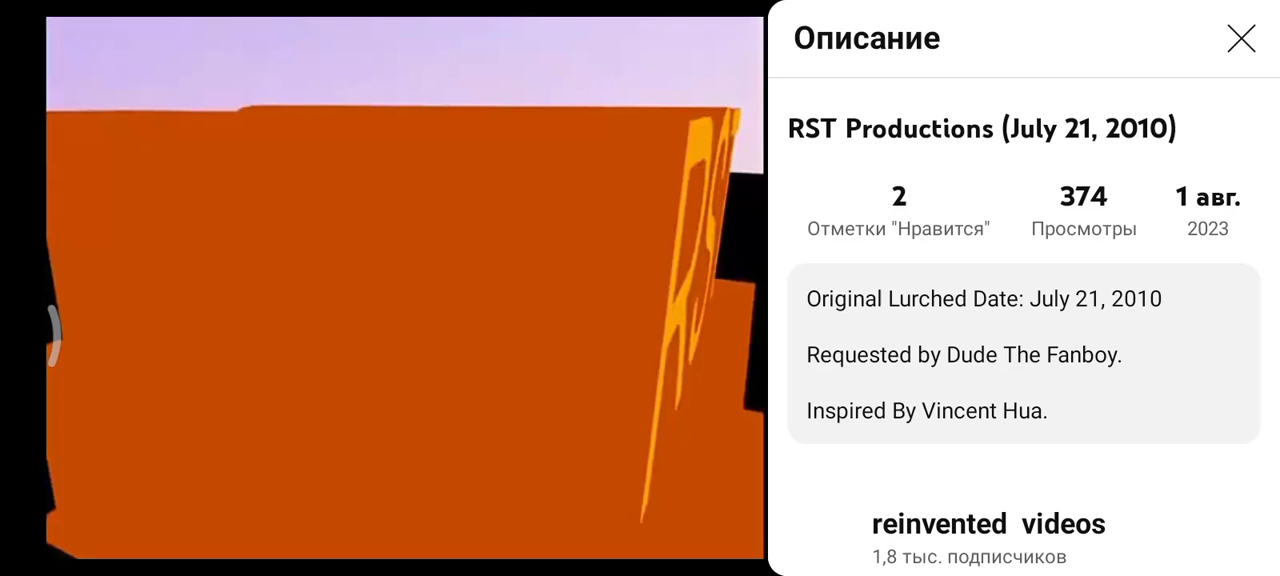 Описание
RST Productions (July 21, 2010)
2 374 1 авг.
Отметки "Нравится" Просмотры 2023
Original Lurched Date: July 21, 2010
Requested by Dude The Fanboy.
Inspired By Vincent Hua.
reinvented videos
1,8 тыс. подписчиков